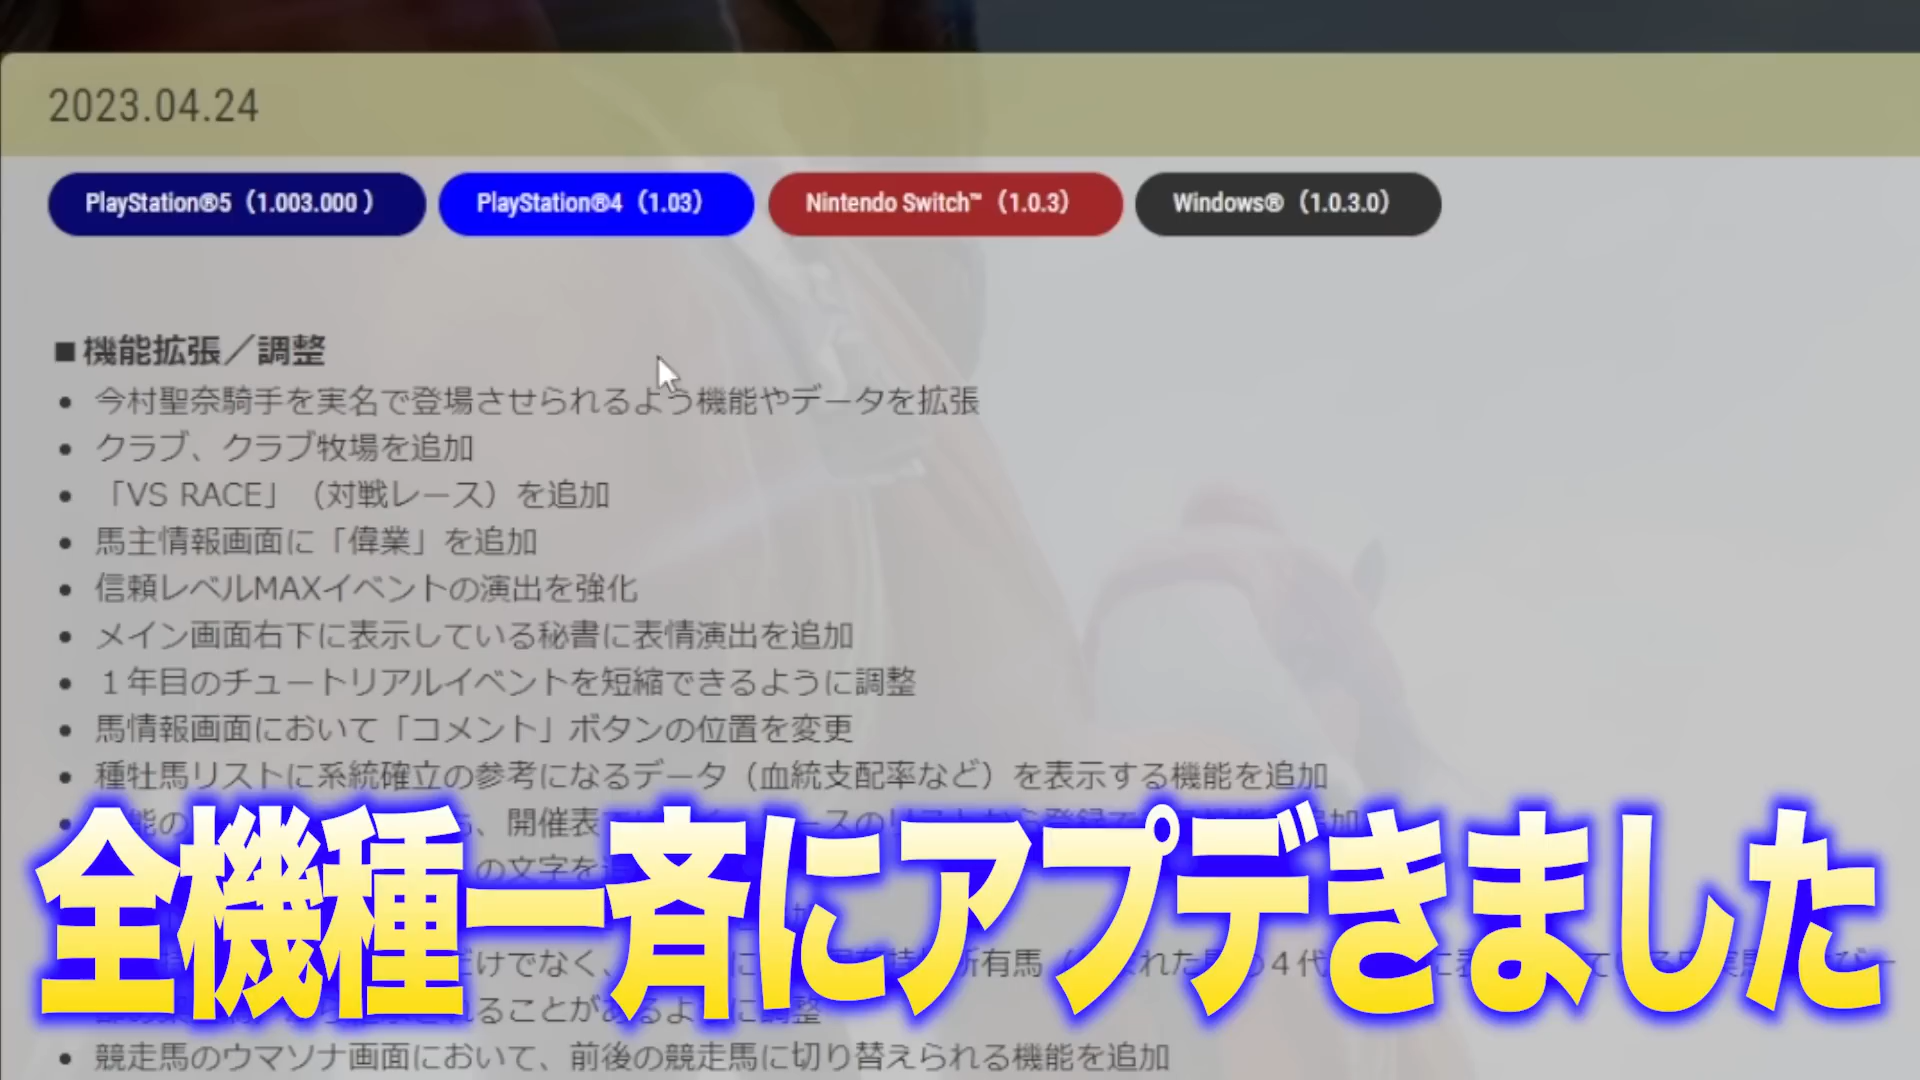 2023.04.24
PlayStation®5（1.003.000 ）
PlayStation®4（1.03）
Nintendo Switch™（1.0.3）
Windows®（1.0.3.0）
■機能拡張／調整
• 今村聖奈騎手を実名で登場させられるよう機能やデータを拡張
• クラブ、クラブ牧場を追加
• 「VS RACE」（対戦レース）を追加
• 馬主情報画面に「偉業」を追加
• 信頼レベルMAXイベントの演出を強化
• メイン画面右下に表示している秘書に表情演出を追加
• １年目のチュートリアルイベントを短縮できるように調整
• 馬情報画面において「コメント」ボタンの位置を変更
• 種牡馬リストに系統確立の参考になるデータ（血統支配率など）を表示する機能を追加
能の 、開催表 追加
の文字を
だけでなく、 所有馬 の４代
ことがあるように調整
全機種一斉にアプデきました
• 競走馬のウマソナ画面において、前後の競走馬に切り替えられる機能を追加